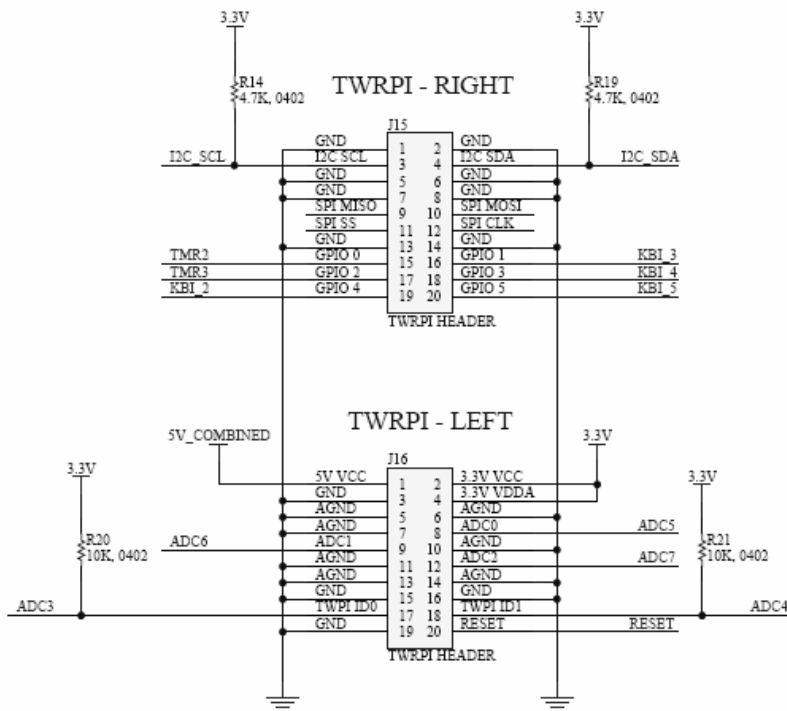 3.3V 3.3V
R14 R19
4.7K, 0402 TWRPI - RIGHT 4.7K, 0402
J15
GND 1 2 GND
I2C_SCL I2C SCL 3 4 I2C SDA I2C_SDA
GND 5 6 GND
GND 7 8 GND
SPI MISO 9 10 SPI MOSI
SPI SS 11 12 SPI CLK
GND 13 14 GND
TMR2 GPIO 0 15 16 GPIO 1 KBI_3
TMR3 GPIO 2 17 18 GPIO 3 KBI_4
KBI_2 GPIO 4 19 20 GPIO 5 KBI_5
TWRPI HEADER
TWRPI - LEFT
5V_COMBINED 3.3V
3.3V J16 3.3V
5V VCC 1 2 3.3V VCC
GND 3 4 3.3V VDDA
AGND 5 6 AGND
AGND 7 8 ADC0 ADC5
R20 R21
10K, 0402 10K, 0402
ADC6 ADC1 9 10 AGND
AGND 11 12 ADC2 ADC7
AGND 13 14 AGND
GND 15 16 GND
ADC3 TWPI ID0 17 18 TWPI ID1 ADC4
GND 19 20 RESET RESET
TWRPI HEADER